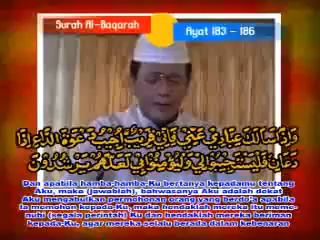 Surah Al-Baqarah
Ayat 183 - 186
وَإِذَا سَأَلَكَ عِبَادِي عَنِّي فَإِنِّي قَرِيبٌ أُجِيبُ دَعْوَةَ الدَّاعِ إِذَا
دَعَانِ فَلْيَسْتَجِيبُوا لِي وَلْيُؤْمِنُوا بِي لَعَلَّهُمْ يَرْشُدُونَ
Dan apabila hamba-hamba-Ku bertanya kepadamu tentang
Aku, maka (jawablah), bahwasanya Aku adalah dekat
Aku mengabulkan permohonan orang yang berdo'a apabila
ia memohon kepada-Ku, maka hendaklah mereka itu meme-
nuhi (segala perintah) Ku dan hendaklah mereka beriman
kepada-Ku, agar mereka selalu berada dalam kebenaran